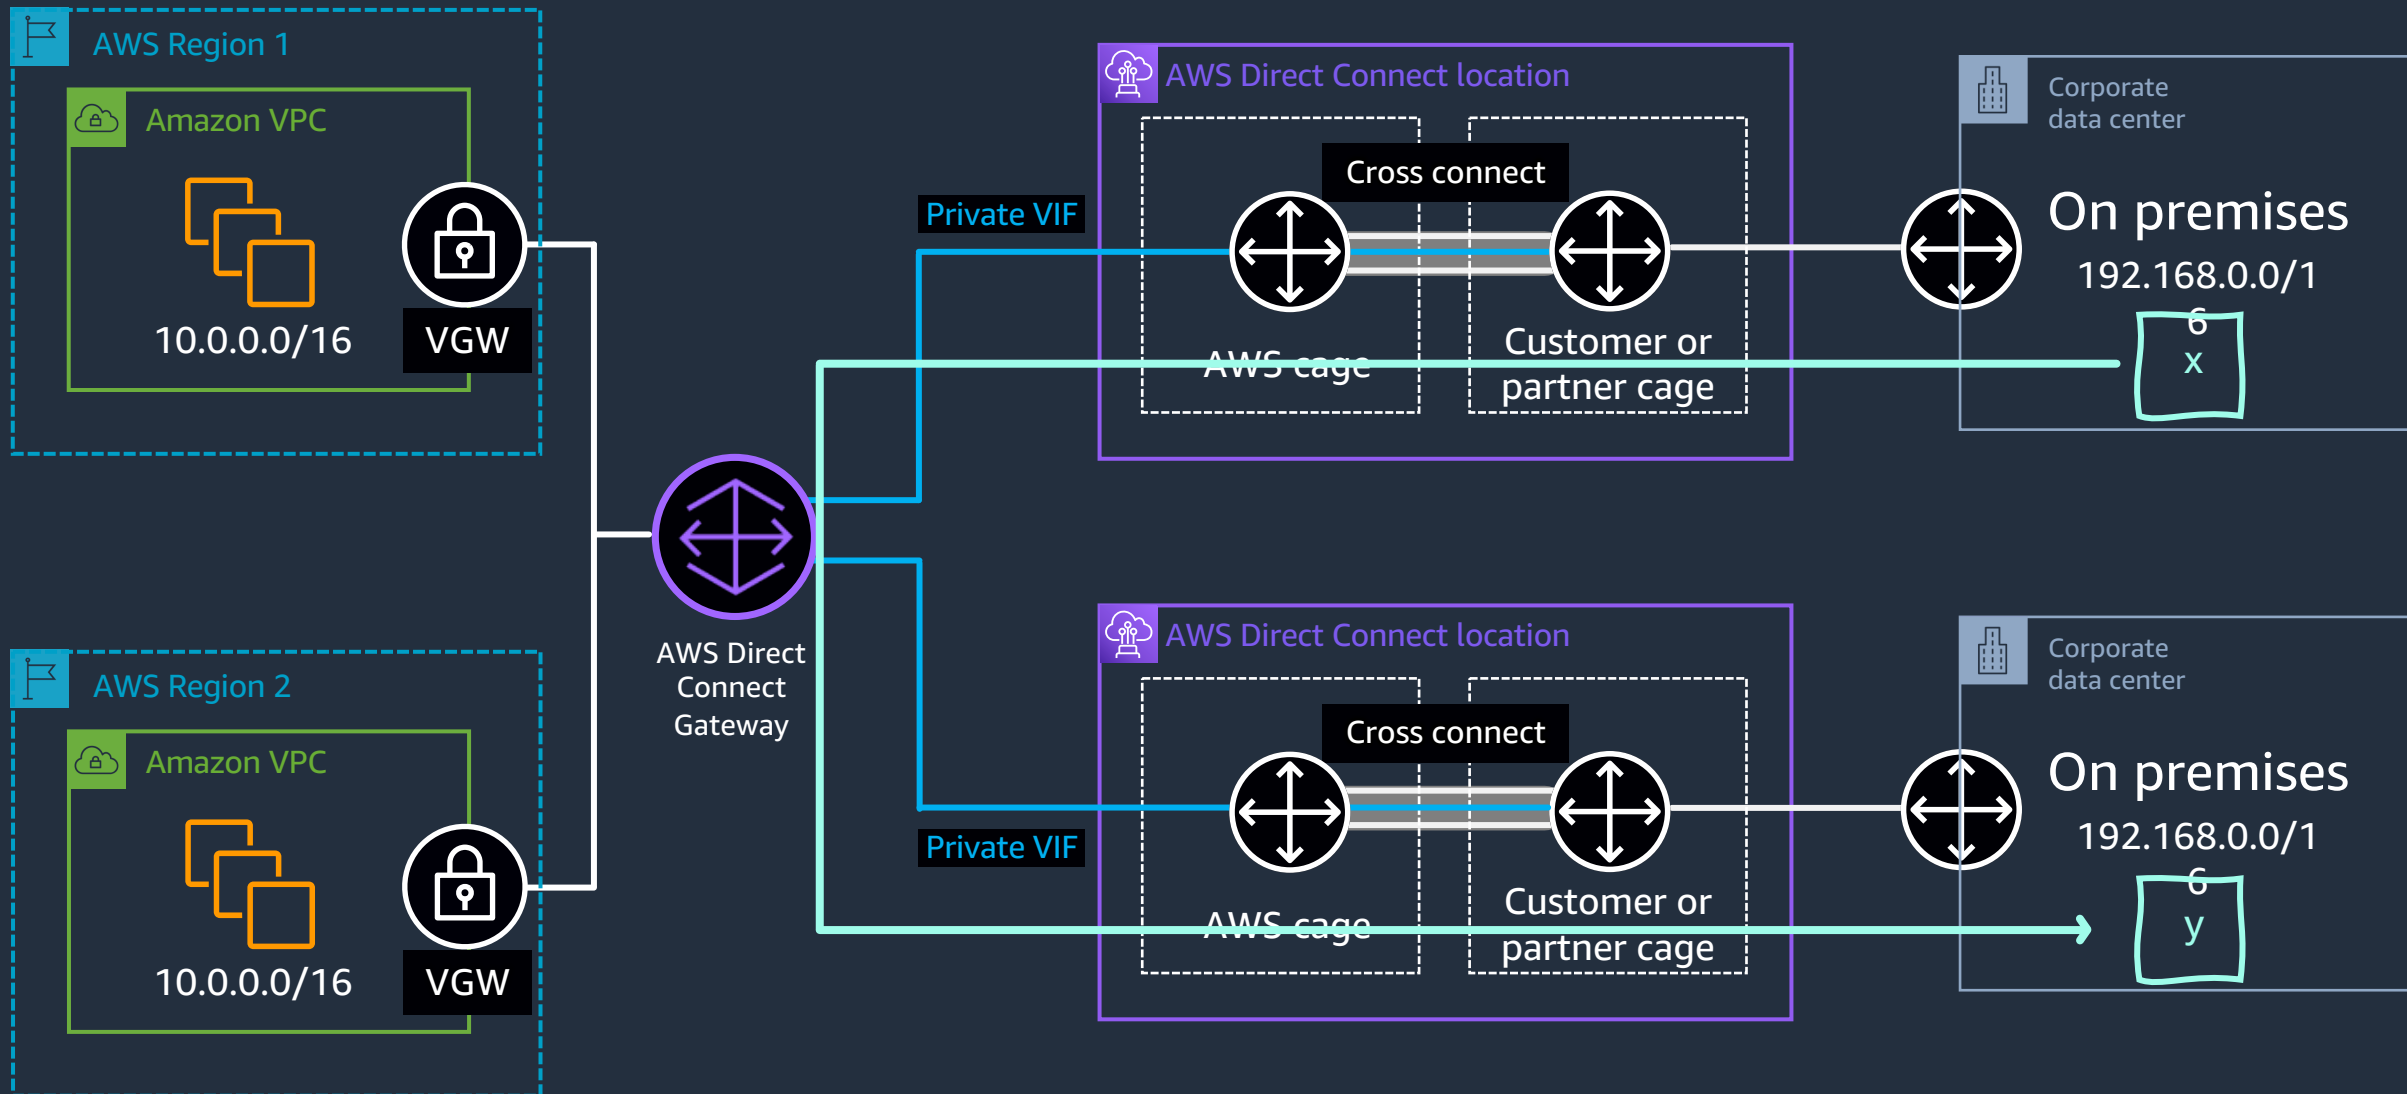 AWS Region 1
Amazon VPC
10.0.0.0/16
VGW
AWS Region 2
Amazon VPC
10.0.0.0/16
VGW
AWS Direct
Connect
Gateway
Private VIF
Private VIF
AWS Direct Connect location
Cross connect
AWS cage
Customer or
partner cage
Corporate
data center
On premises
192.168.0.0/1
6
x
AWS Direct Connect location
Cross connect
AWS cage
Customer or
partner cage
Corporate
data center
On premises
192.168.0.0/1
6
y